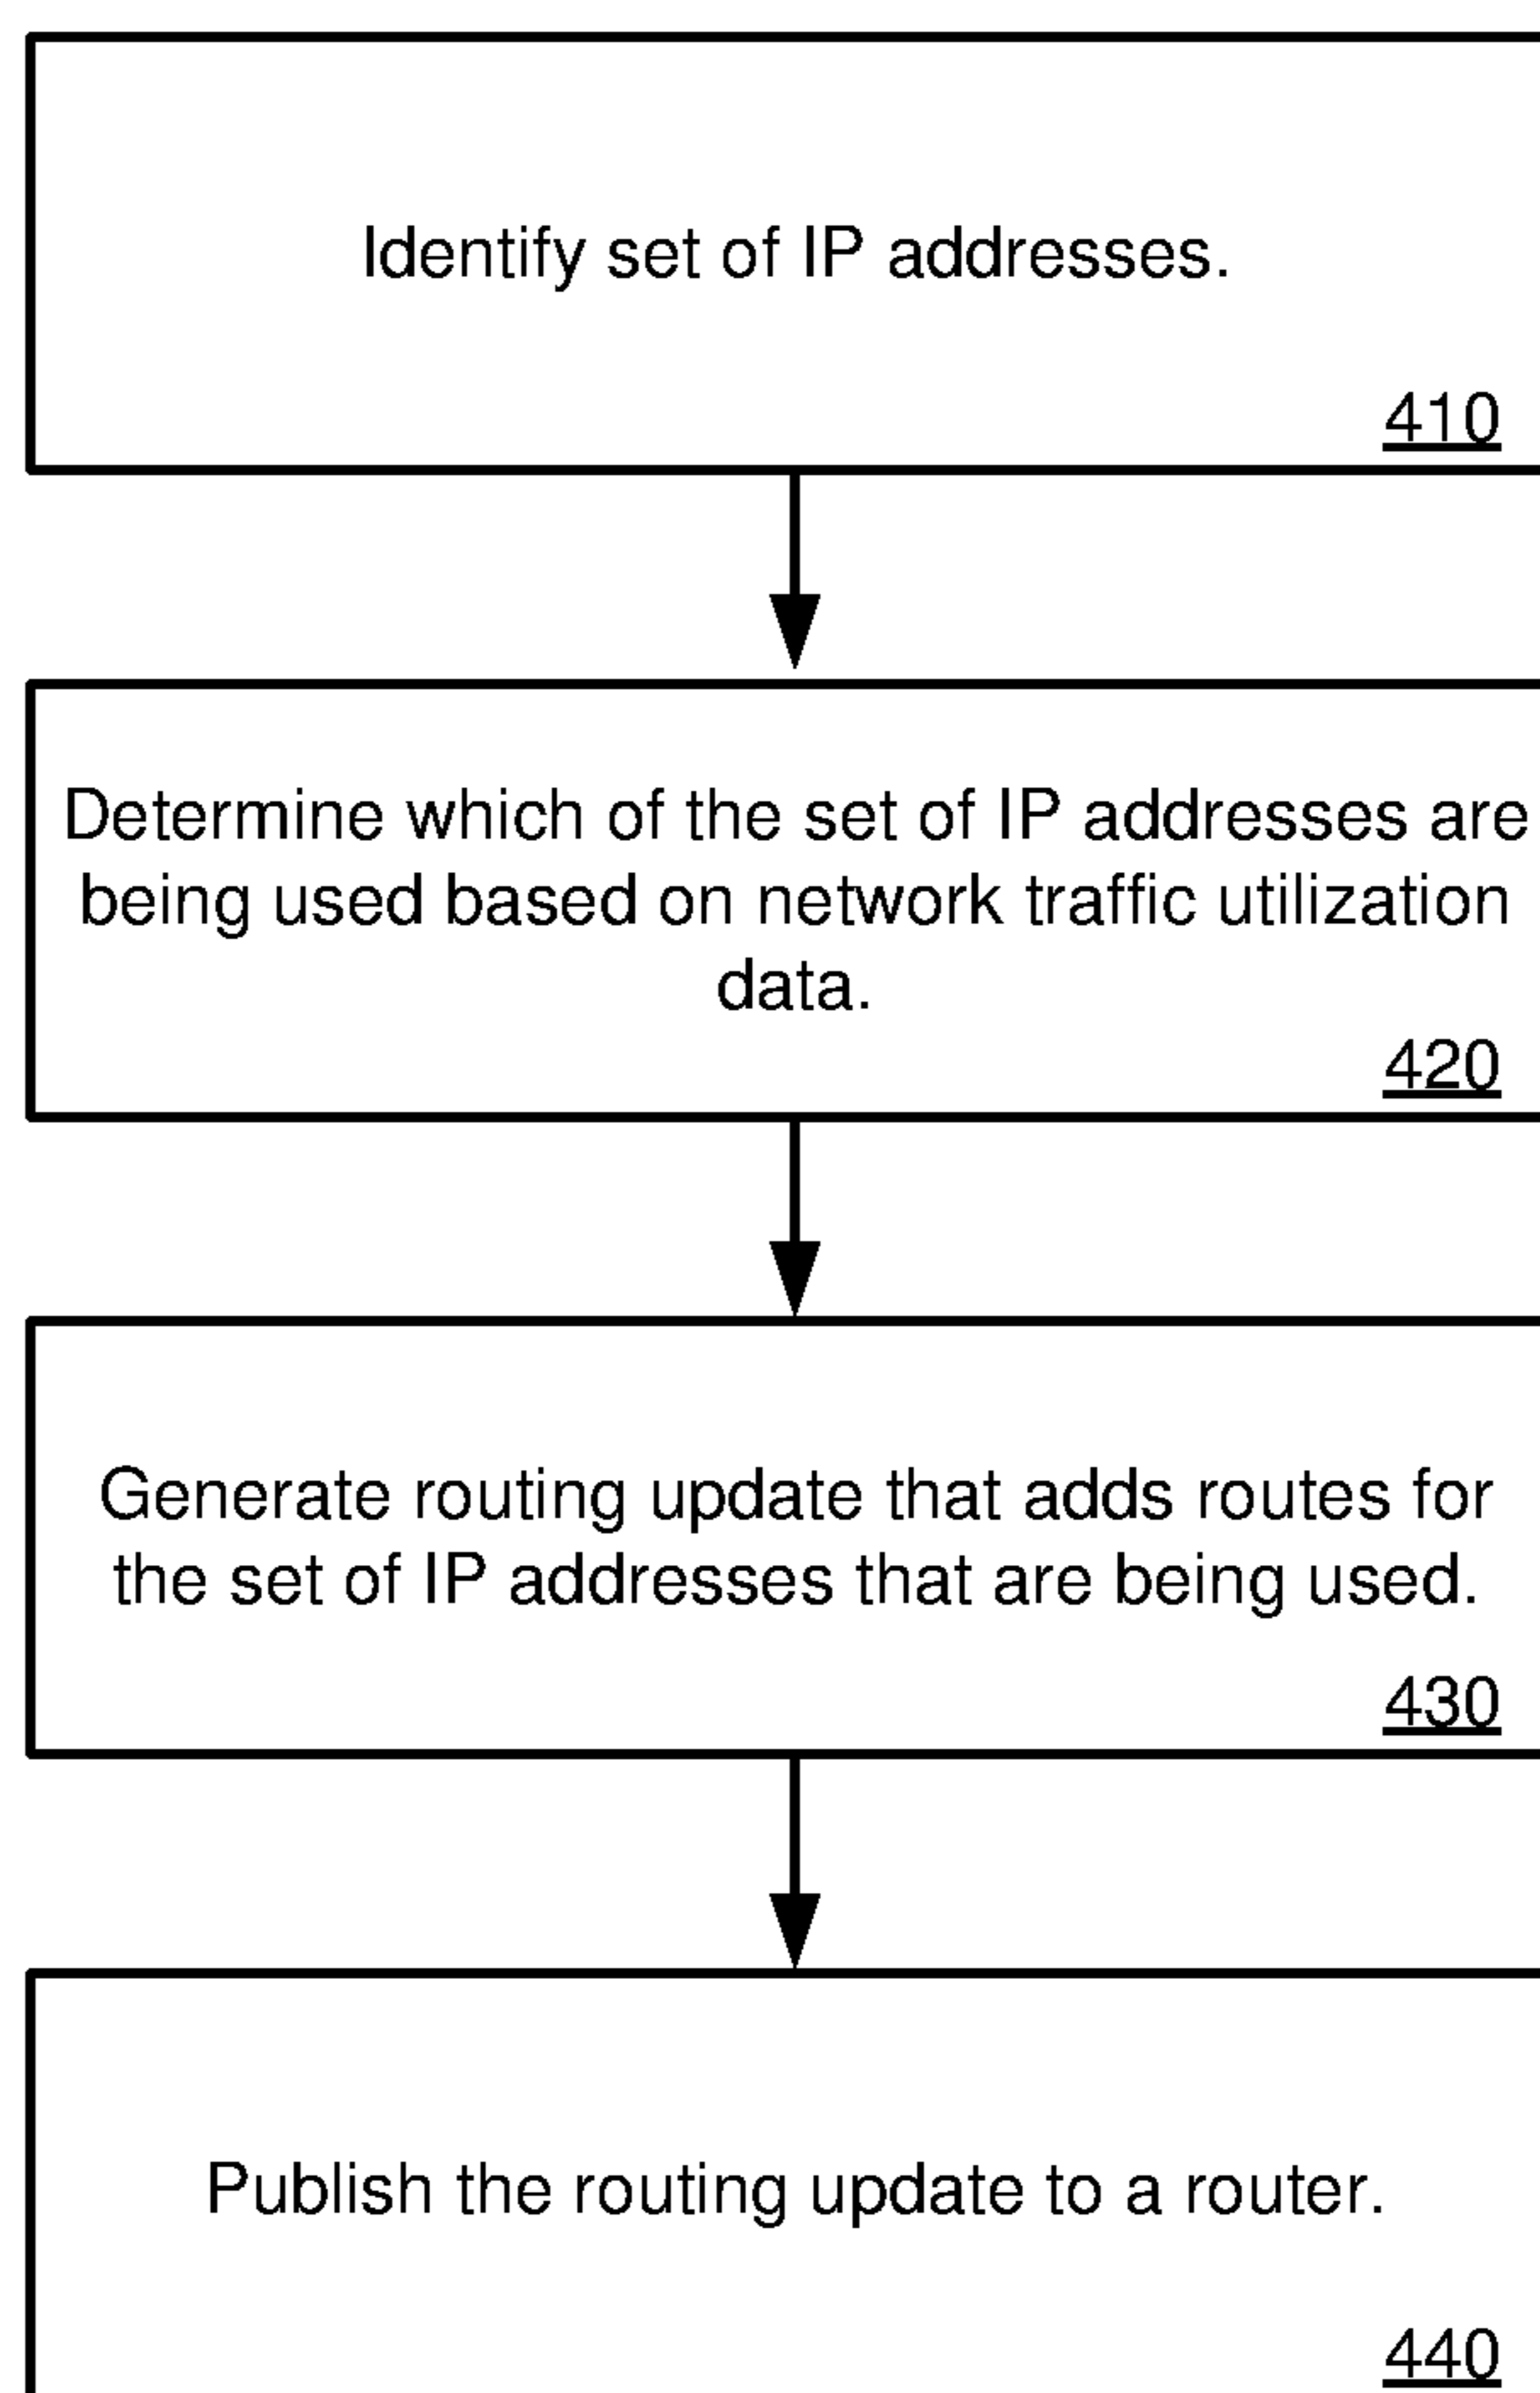 Identify set of IP addresses.
410
Determine which of the set of IP addresses are
being used based on network traffic utilization
data.
420
Generate routing update that adds routes for
the set of IP addresses that are being used.
430
Publish the routing update to a router.
440